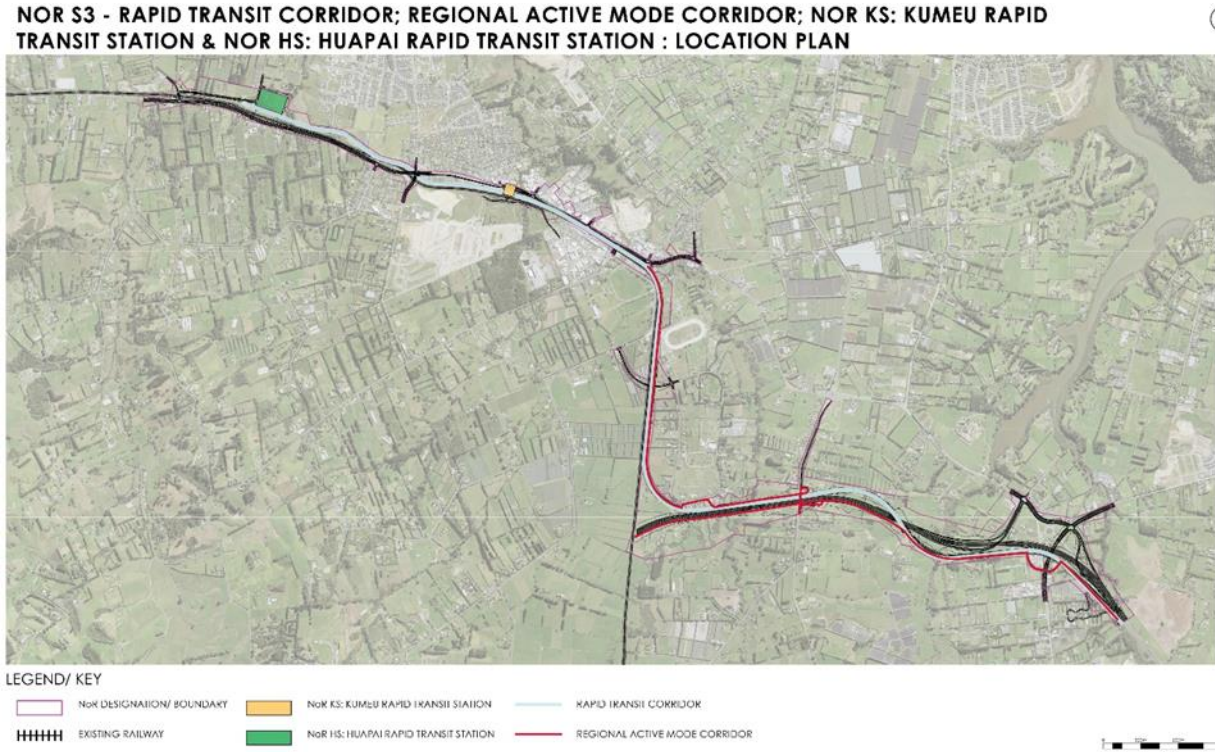 NOR S3 - RAPID TRANSIT CORRIDOR; REGIONAL ACTIVE MODE CORRIDOR; NOR KS: KUMEU RAPID
TRANSIT STATION & NOR HS: HUAPAI RAPID TRANSIT STATION : LOCATION PLAN
LEGEND/ KEY
NoR DESIGNATION/ BOUNDARY
NoR KS: KUMEU RAPID TRANSIT STATION
RAPID TRANSIT CORRIDOR
EXISTING RAILWAY
NoR HS: HUAPAI RAPID TRANSIT STATION
REGIONAL ACTIVE MODE CORRIDOR